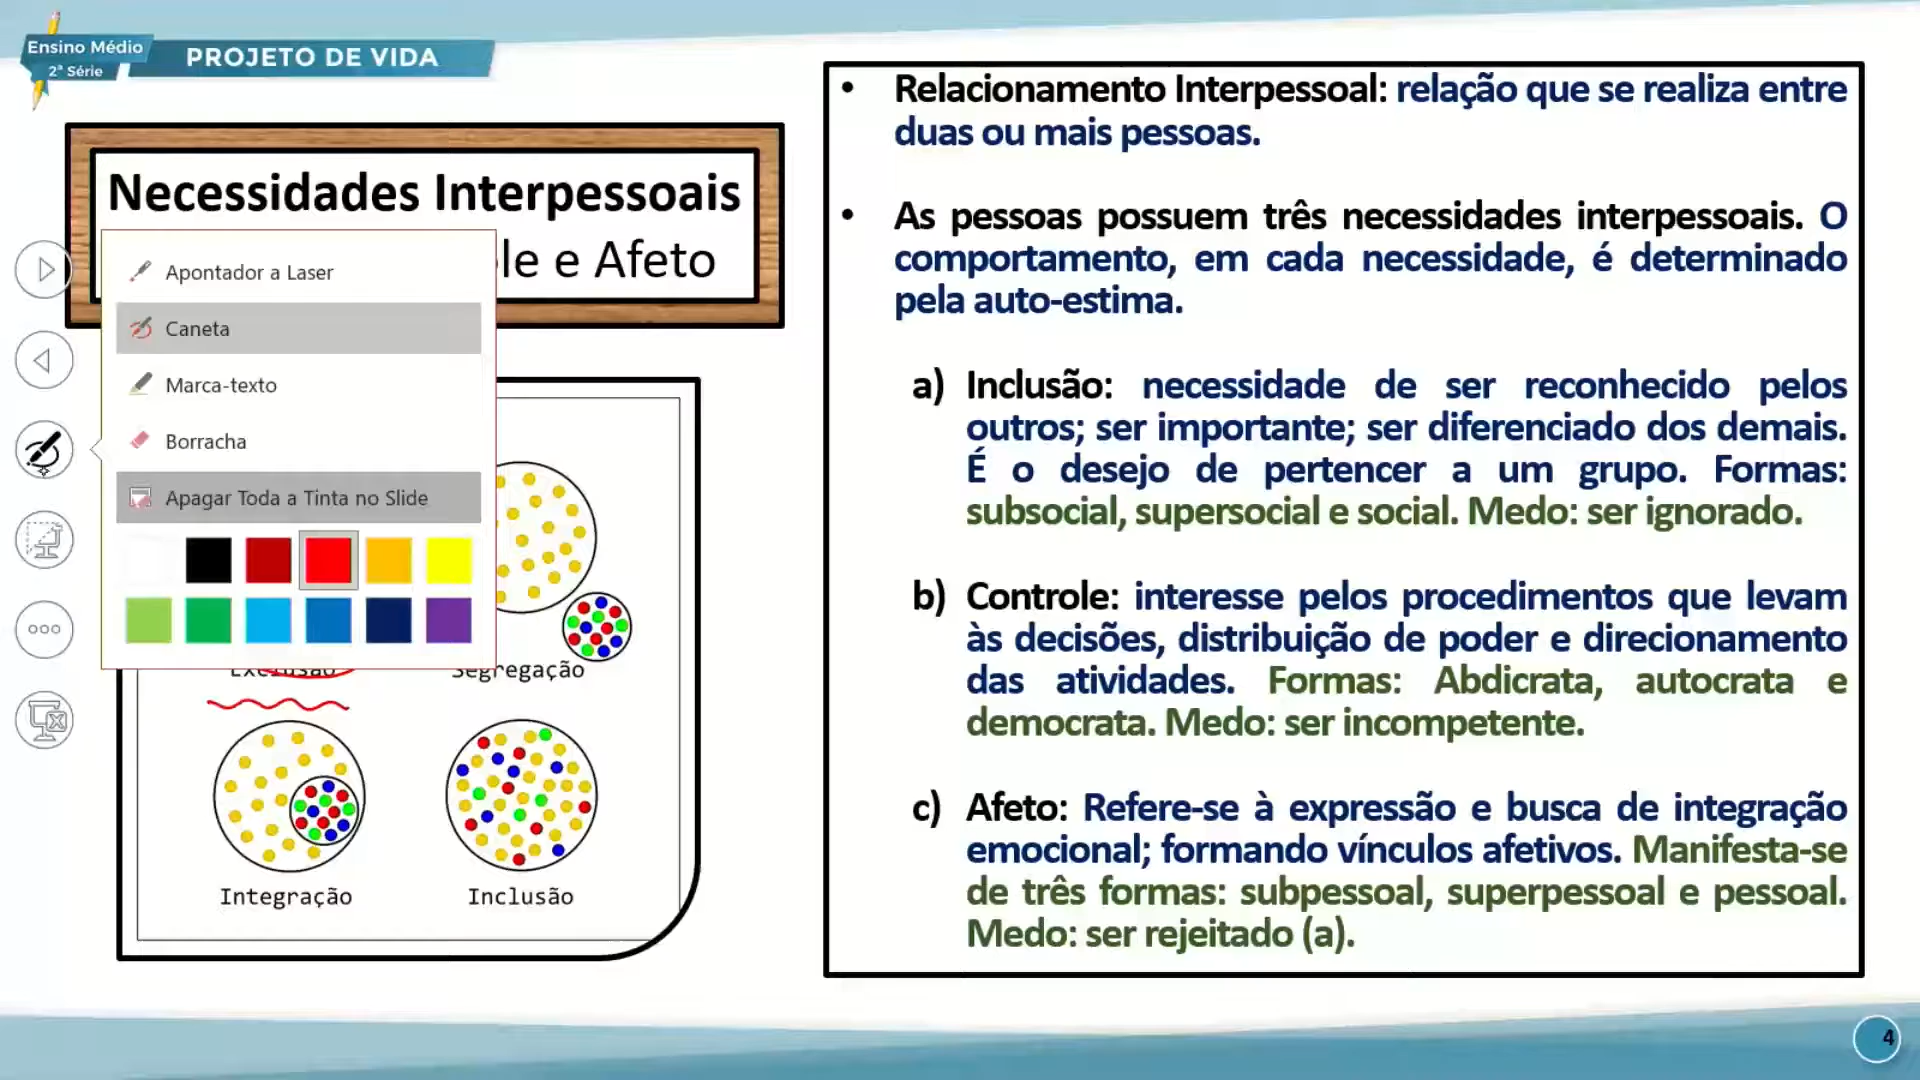 Ensino Médio
2ª Série
PROJETO DE VIDA
Necessidades Interpessoais
le e Afeto
Apontador a Laser
Caneta
Marca-texto
Borracha
Apagar Toda a Tinta no Slide
Exclusão
Segregação
Integração
Inclusão
• Relacionamento Interpessoal: relação que se realiza entre
duas ou mais pessoas.
• As pessoas possuem três necessidades interpessoais. O
comportamento, em cada necessidade, é determinado
pela auto-estima.
a) Inclusão: necessidade de ser reconhecido pelos
outros; ser importante; ser diferenciado dos demais.
É o desejo de pertencer a um grupo. Formas:
subsocial, supersocial e social. Medo: ser ignorado.
b) Controle: interesse pelos procedimentos que levam
às decisões, distribuição de poder e direcionamento
das atividades. Formas: Abdicrata, autocrata e
democrata. Medo: ser incompetente.
c) Afeto: Refere-se à expressão e busca de integração
emocional; formando vínculos afetivos. Manifesta-se
de três formas: subpessoal, superpessoal e pessoal.
Medo: ser rejeitado (a).
4